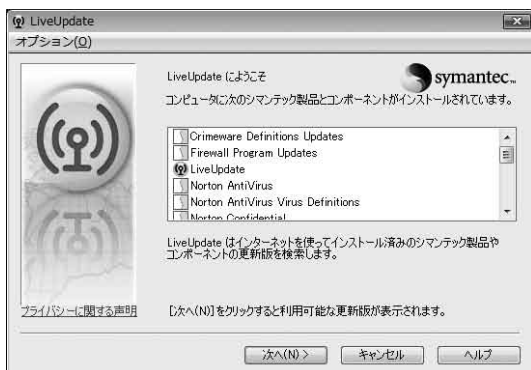 LiveUpdate
オプション(O)
LiveUpdate にようこそ
symantec.
コンピュータに次のシマンテック製品とコンポーネントがインストールされています。
Crimeware Definitions Updates
Firewall Program Updates
LiveUpdate
Norton AntiVirus
Norton AntiVirus Virus Definitions
Norton Confidential
LiveUpdate はインターネットを使ってインストール済みのシマンテック製品や
コンポーネントの更新版を検索します。
プライバシーに関する声明
[次へ(N)]をクリックすると利用可能な更新版が表示されます。
次へ(N) >
キャンセル
ヘルプ